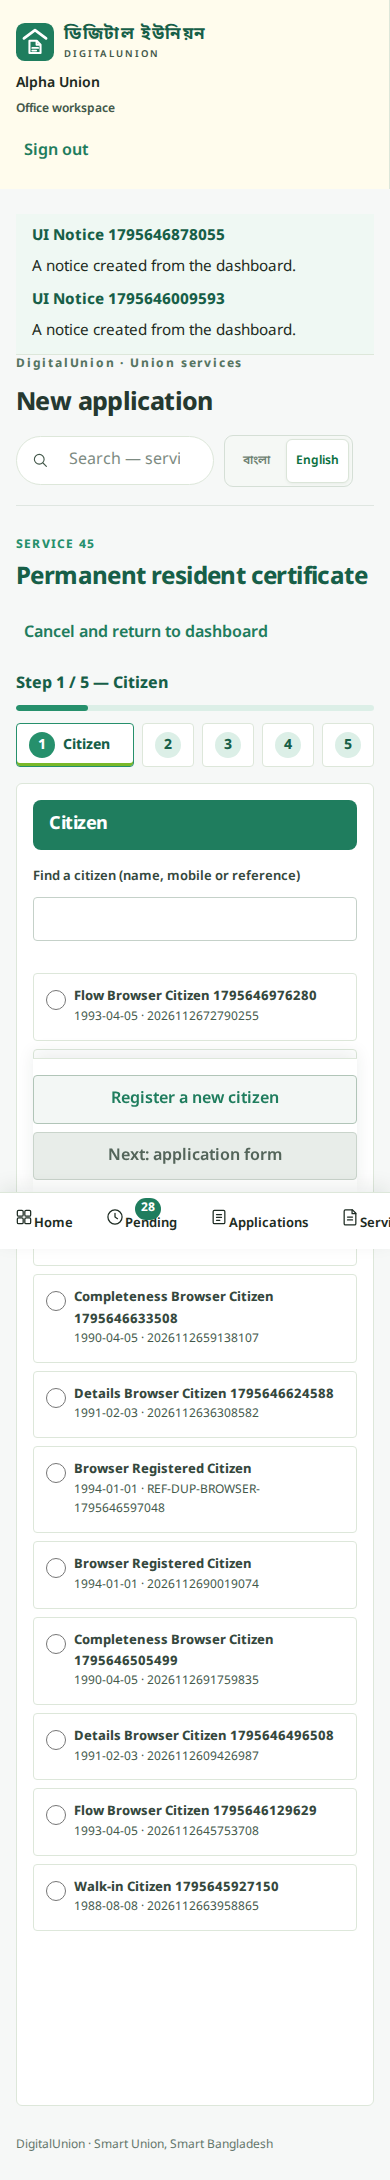 ডিজিটাল ইউনিয়ন
DIGITALUNION
Alpha Union
Office workspace
Sign out
UI Notice 1795646878055
A notice created from the dashboard.
UI Notice 1795646009593
A notice created from the dashboard.
DigitalUnion · Union services
New application
Search — servi
বাংলা
English
SERVICE 45
Permanent resident certificate
Cancel and return to dashboard
Step 1 / 5 — Citizen
1 Citizen 2 3 4 5
Citizen
Find a citizen (name, mobile or reference)
Flow Browser Citizen 1795646976280
1993-04-05 · 2026112672790255
Register a new citizen
Next: application form
28
Home Pending Applications Servi
Completeness Browser Citizen
1795646633508
1990-04-05 · 2026112659138107
Details Browser Citizen 1795646624588
1991-02-03 · 2026112636308582
Browser Registered Citizen
1994-01-01 · REF-DUP-BROWSER-
1795646597048
Browser Registered Citizen
1994-01-01 · 2026112690019074
Completeness Browser Citizen
1795646505499
1990-04-05 · 2026112691759835
Details Browser Citizen 1795646496508
1991-02-03 · 2026112609426987
Flow Browser Citizen 1795646129629
1993-04-05 · 2026112645753708
Walk-in Citizen 1795645927150
1988-08-08 · 2026112663958865
DigitalUnion · Smart Union, Smart Bangladesh